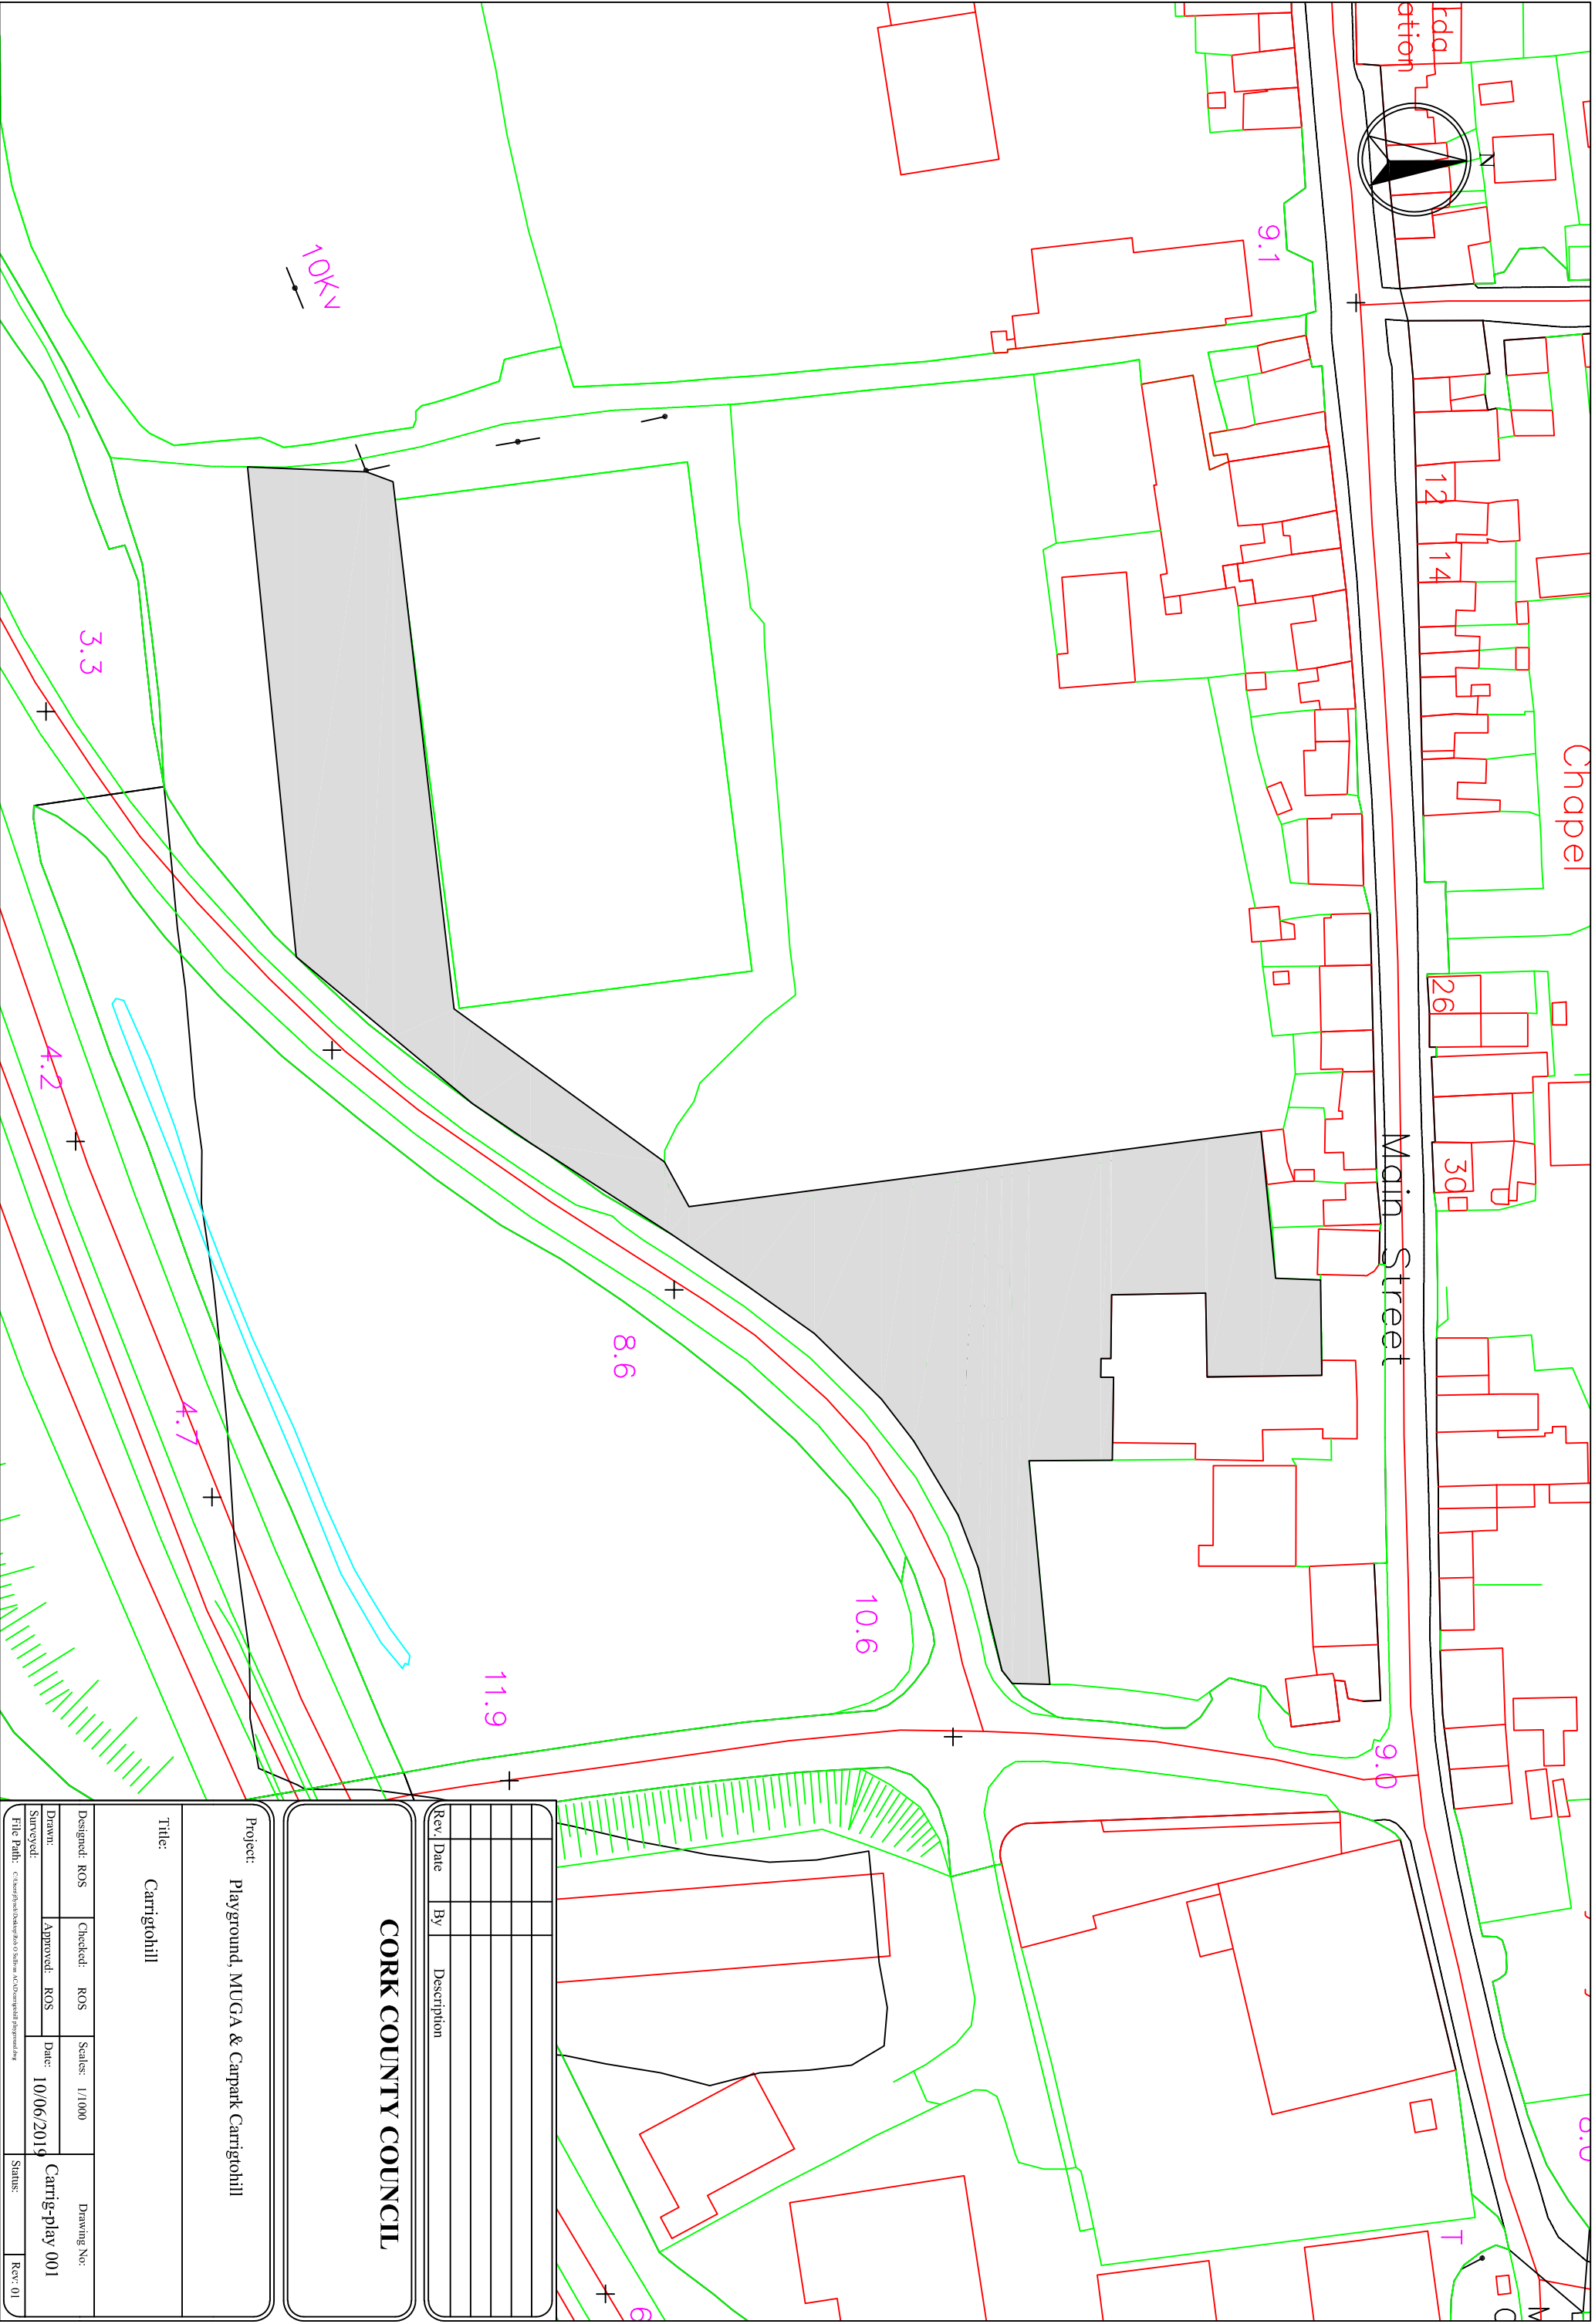 rda
ation
N
9.1
10Kv
12
14
Chapel
3.3
26
4.2
30
Main Street
8.6
4.7
10.6
11.9
9.0
T
6
Rev. Date By Description
CORK COUNTY COUNCIL
Project:
Playground, MUGA & Carpark Carrigtohill
Title:
Carrigtohill
Designed: ROS Checked: ROS Scales: 1/1000 Drawing No:
Drawn: Approved: ROS Date: 10/06/2019 Carrig-play 001
Surveyed:
File Path: Status: Rev: 01